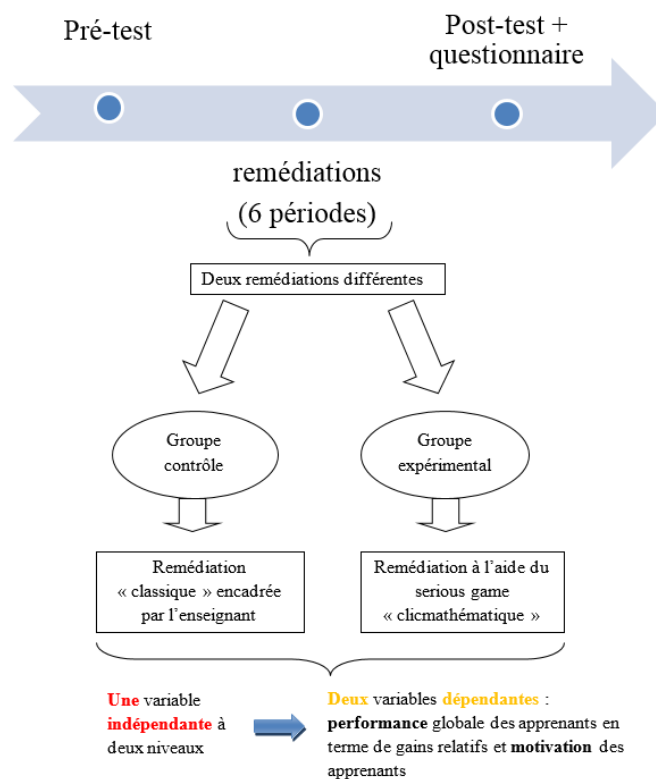 Pré-test
Post-test +
questionnaire
remédiations
(6 périodes)
Deux remédiations différentes
Groupe
contrôle
Groupe
expérimental
Remédiation
« classique » encadrée
par l'enseignant
Remédiation à l'aide du
serious game
« clicmathématique »
Une variable
indépendante à
deux niveaux
Deux variables dépendantes :
performance globale des apprenants en
terme de gains relatifs et motivation des
apprenants